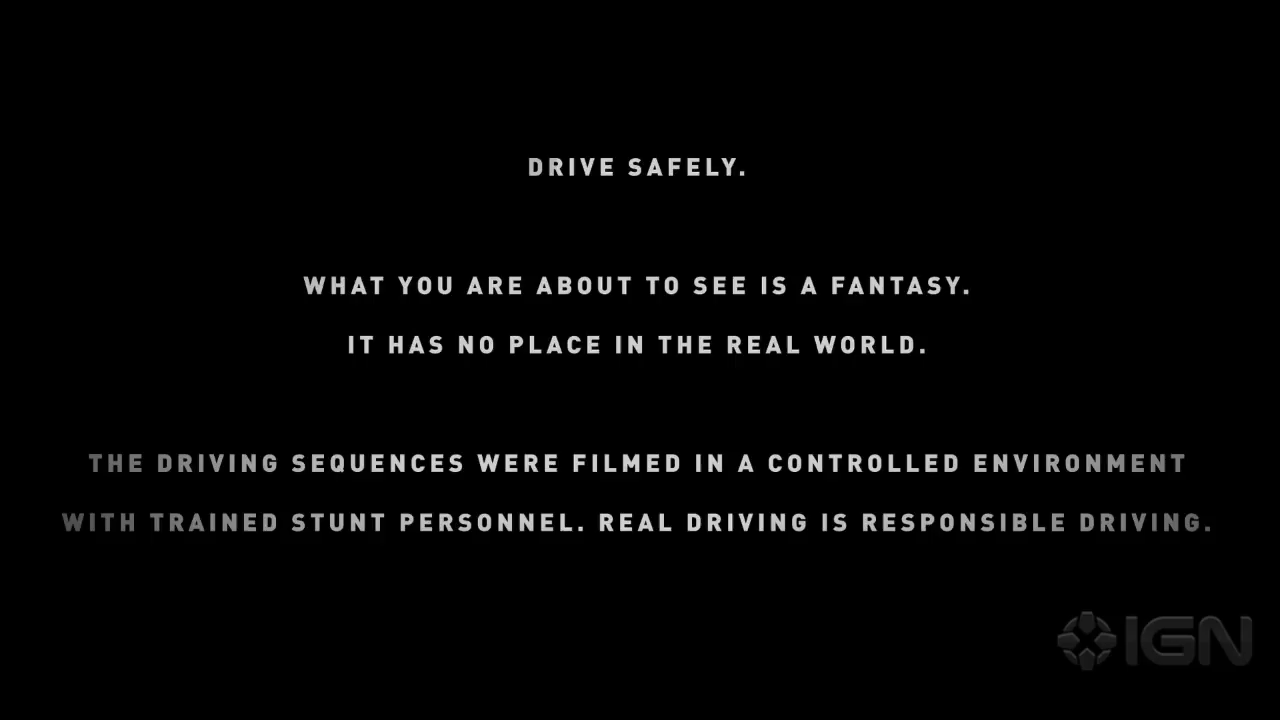 DRIVE SAFELY.
WHAT YOU ARE ABOUT TO SEE IS A FANTASY.
IT HAS NO PLACE IN THE REAL WORLD.
THE DRIVING SEQUENCES WERE FILMED IN A CONTROLLED ENVIRONMENT
WITH TRAINED STUNT PERSONNEL. REAL DRIVING IS RESPONSIBLE DRIVING.
IGN